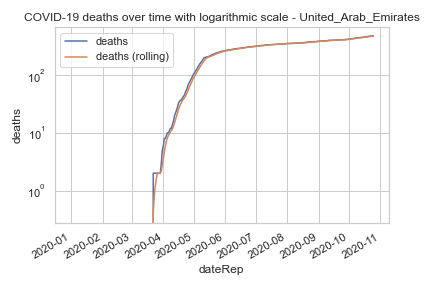 COVID-19 deaths over time with logarithmic scale - United_Arab_Emirates
deaths
deaths (rolling)
10²
10¹
10⁰
deaths
2020-01
2020-02
2020-03
2020-04
2020-05
2020-06
2020-07
2020-08
2020-09
2020-10
2020-11
dateRep